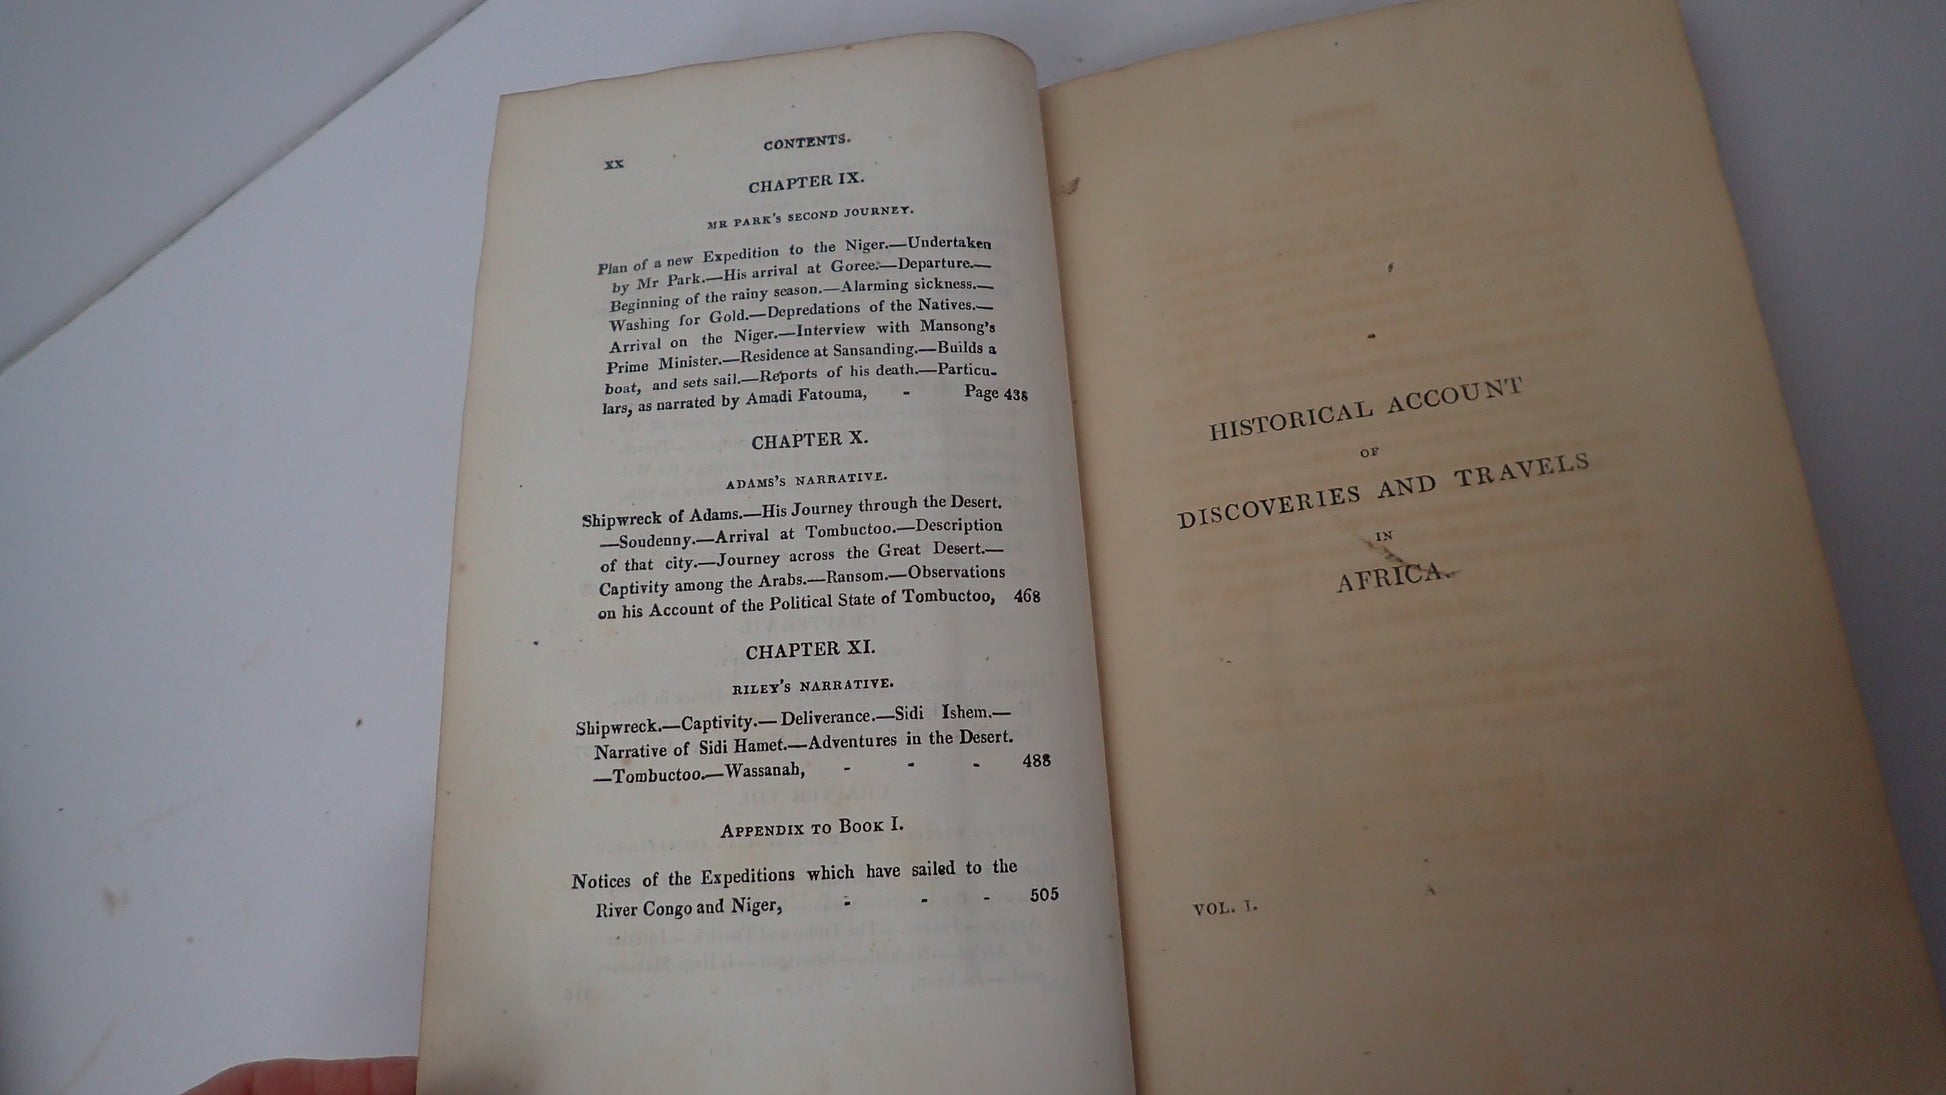 xx
CONTENTS.
CHAPTER IX.
MR PARK'S SECOND JOURNEY.
Plan of a new Expedition to the Niger.—Undertaken
by Mr Park.—His arrival at Goree.—Departure.—
Beginning of the rainy season.—Alarming sickness.—
Washing for Gold.—Depredations of the Natives.—
Arrival on the Niger.—Interview with Mansong's
Prime Minister.—Residence at Sansanding.—Builds a
boat, and sets sail.—Reports of his death.—Particu-
lars, as narrated by Amadi Fatouma, - Page 438
CHAPTER X.
ADAMS'S NARRATIVE.
Shipwreck of Adams.—His Journey through the Desert.
—Soudenny.—Arrival at Tombuctoo.—Description
of that city.—Journey across the Great Desert.—
Captivity among the Arabs.—Ransom.—Observations
on his Account of the Political State of Tombuctoo, 468
CHAPTER XI.
RILEY'S NARRATIVE.
Shipwreck.—Captivity.—Deliverance.—Sidi Ishem.—
Narrative of Sidi Hamet.—Adventures in the Desert.
—Tombuctoo.—Wassanah, - - - 488
APPENDIX TO BOOK I.
Notices of the Expeditions which have sailed to the
River Congo and Niger, - - - 505
HISTORICAL ACCOUNT
OF
DISCOVERIES AND TRAVELS
IN
AFRICA.
VOL. I.
A